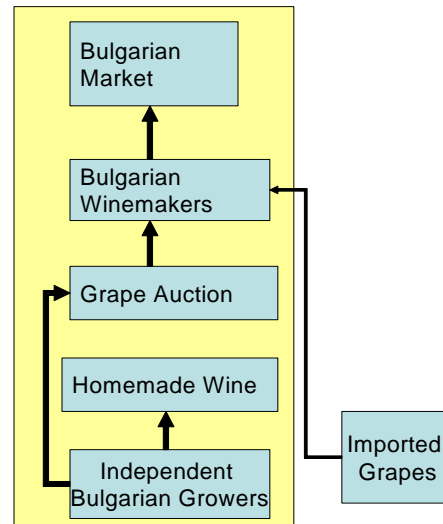 Bulgarian
Market
Bulgarian
Winemakers
Grape Auction
Homemade Wine
Independent
Bulgarian Growers
Imported
Grapes